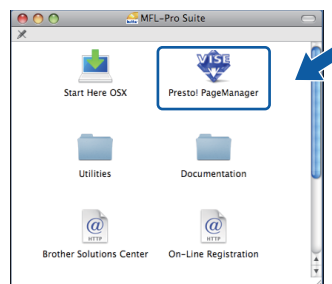 MFL-Pro Suite
VISE
Start Here OSX
Presto! PageManager
Utilities
Documentation
@
HTTP
@
HTTP
Brother Solutions Center
On-Line Registration